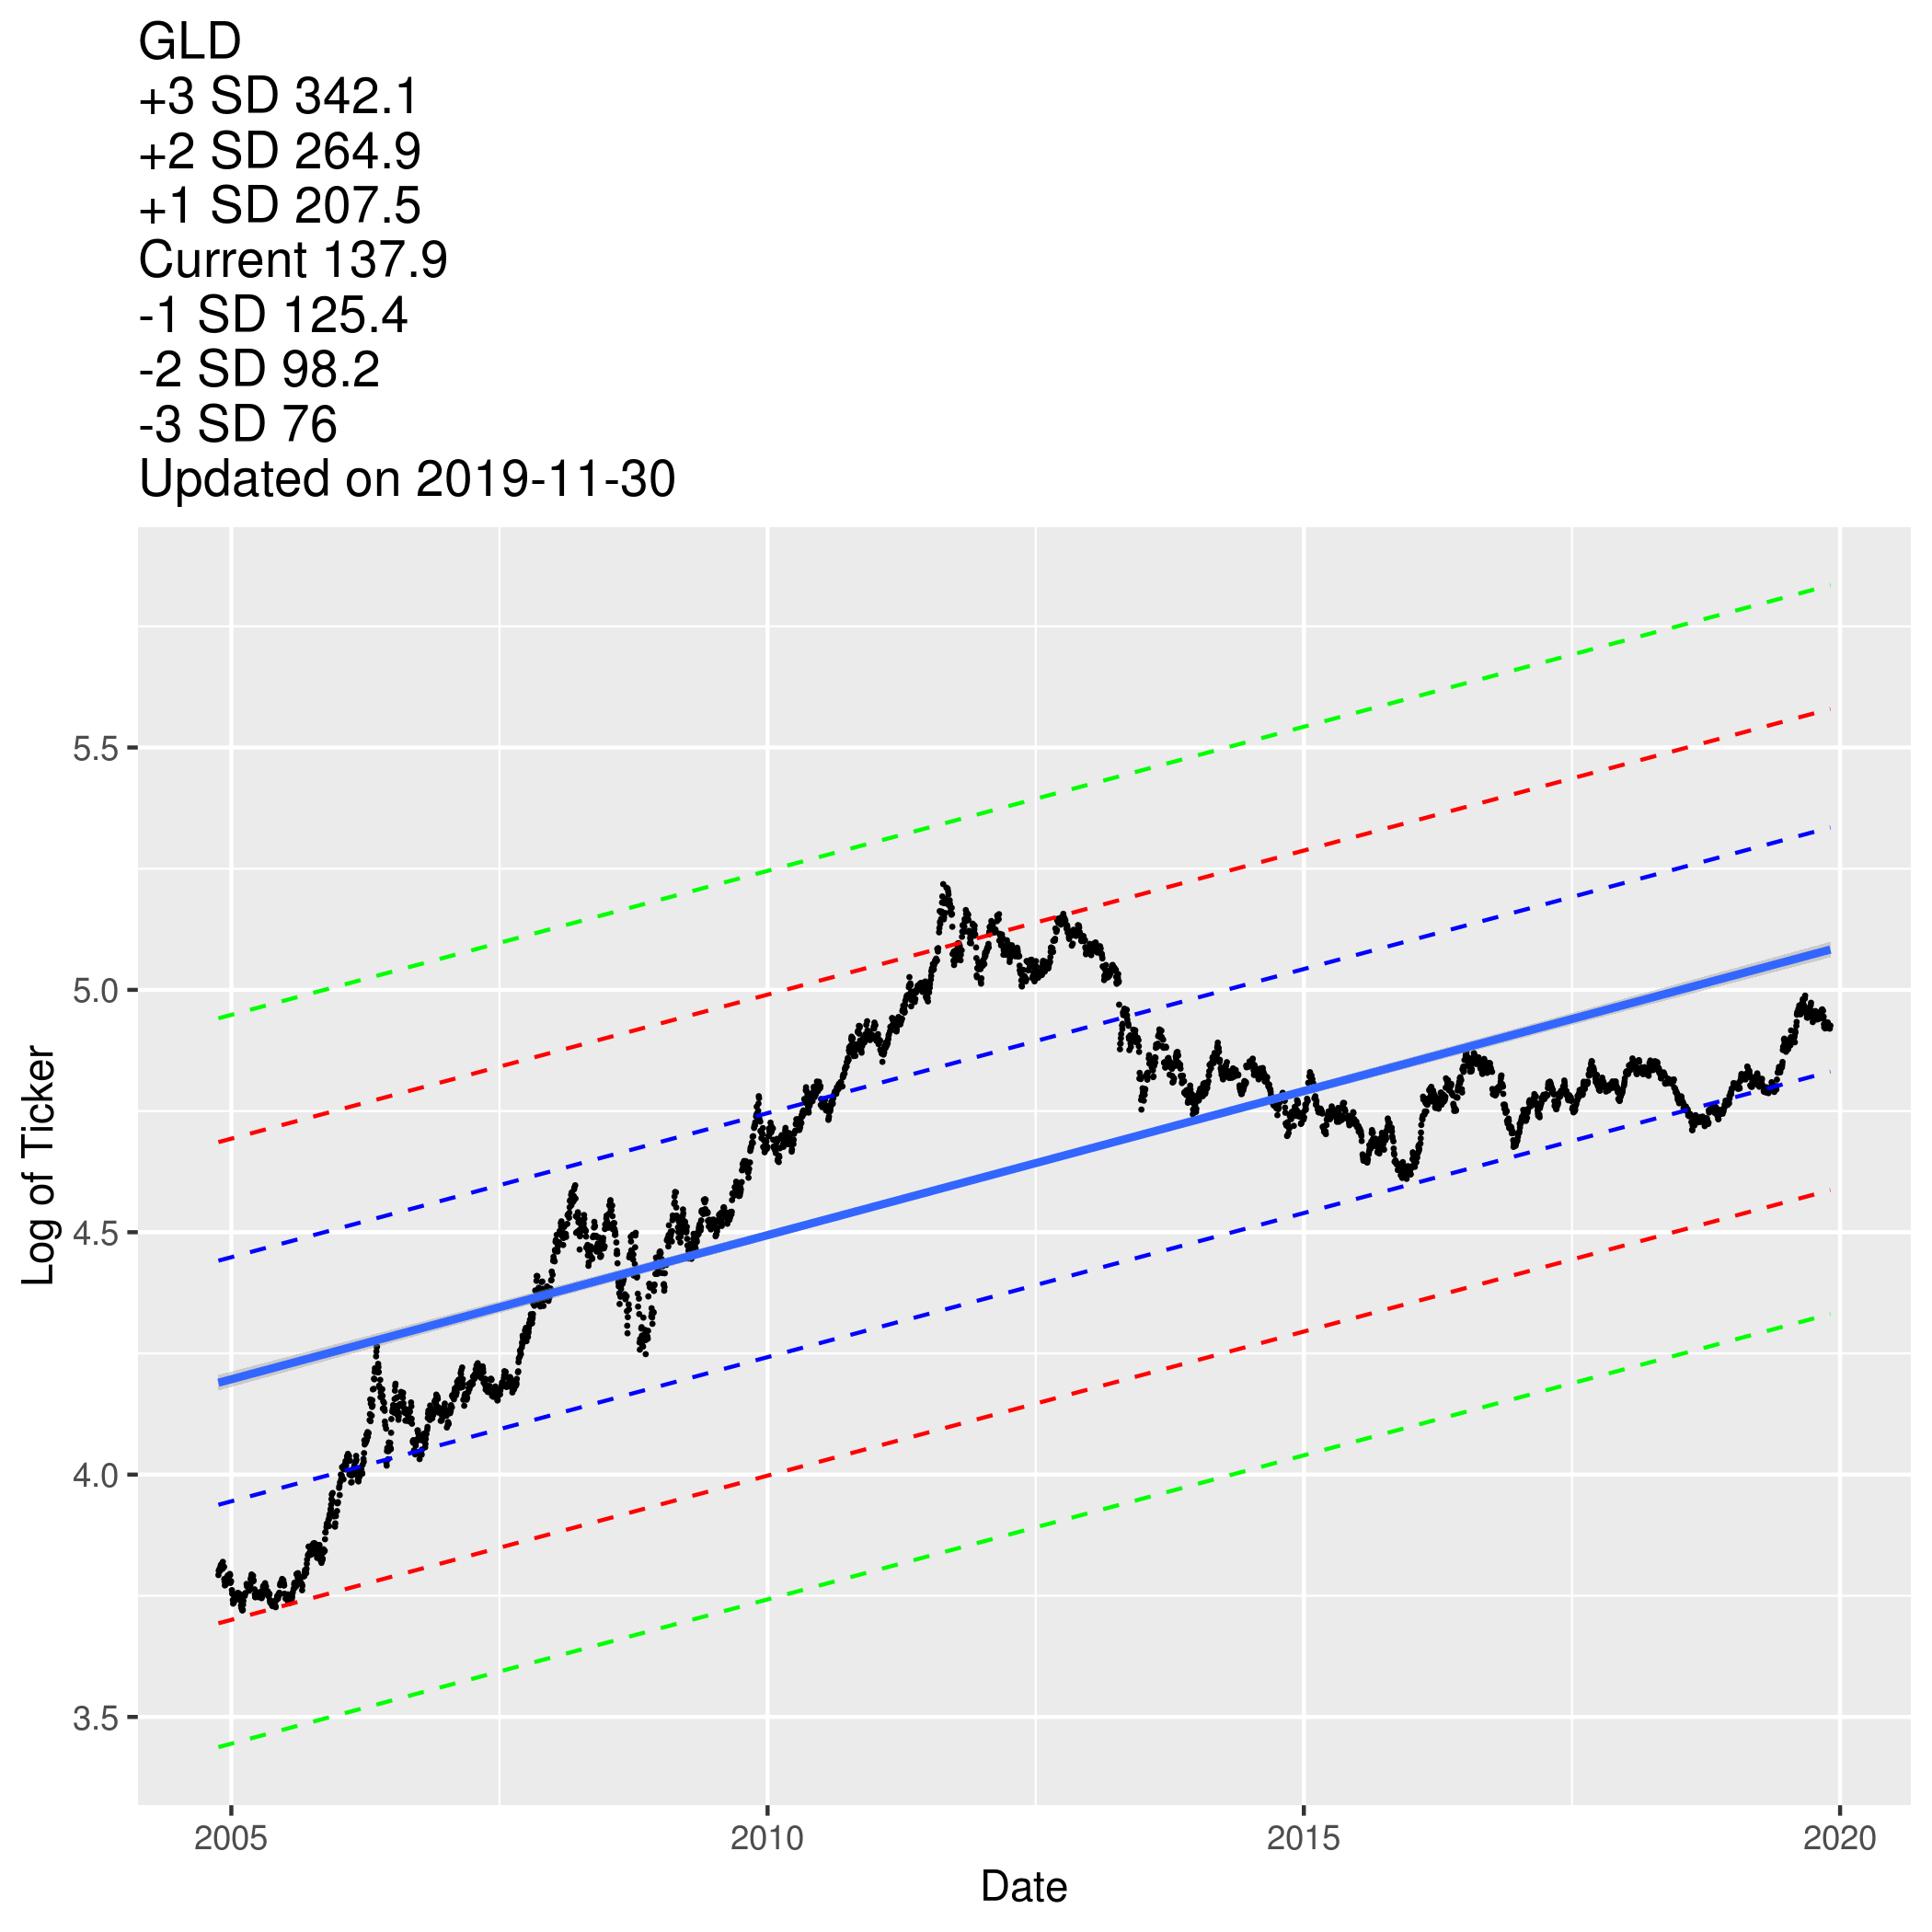 GLD
+3 SD 342.1
+2 SD 264.9
+1 SD 207.5
Current 137.9
-1 SD 125.4
-2 SD 98.2
-3 SD 76
Updated on 2019-11-30
5.5
5.0
4.5
4.0
3.5
Log of Ticker
2005 2010 2015 2020
Date